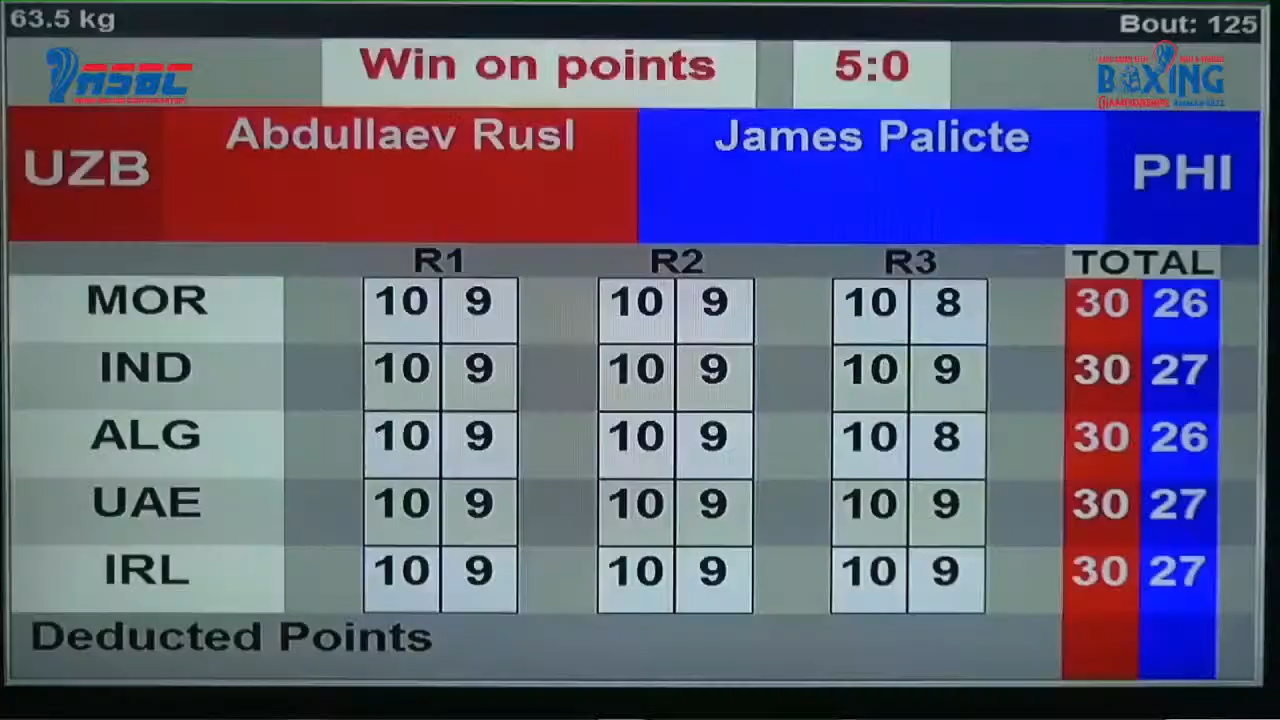 63.5 kg
Bout: 125
ASBC
Win on points
5:0
BOXING
CHAMPIONSHIPS
UZB
Abdullaev Rusl
James Palicte
PHI
R1 R2 R3 TOTAL
MOR 10 9 10 9 10 8 30 26
IND 10 9 10 9 10 9 30 27
ALG 10 9 10 9 10 8 30 26
UAE 10 9 10 9 10 9 30 27
IRL 10 9 10 9 10 9 30 27
Deducted Points